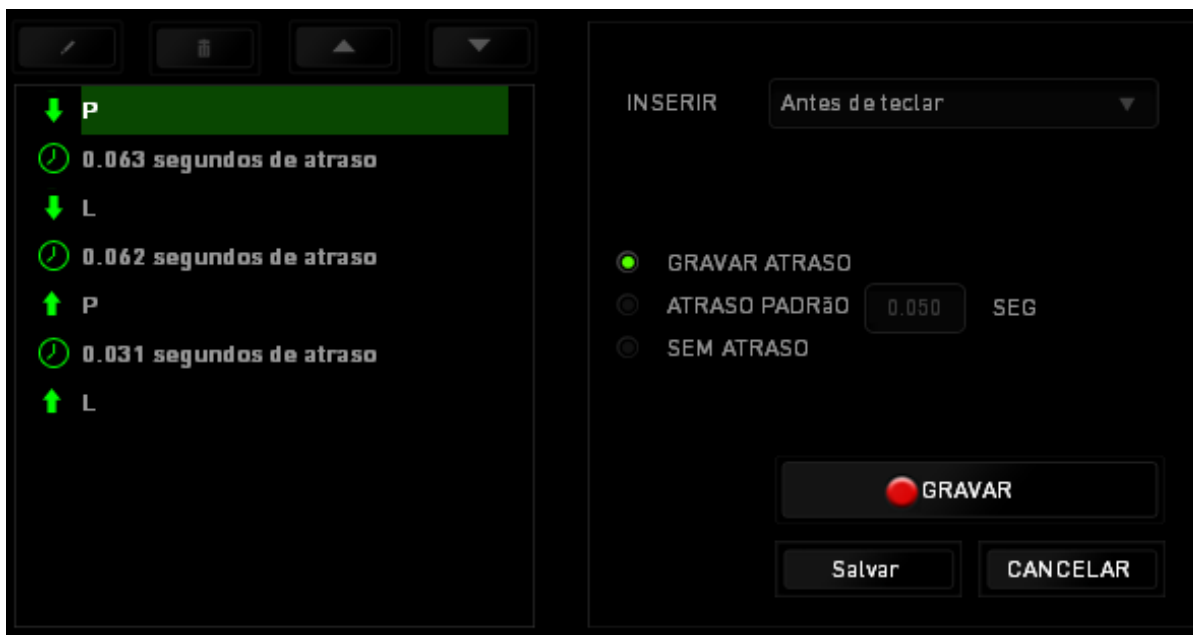 P
0.063 segundos de atraso
L
0.062 segundos de atraso
P
0.031 segundos de atraso
L
INSERIR
Antes de teclar
GRAVAR ATRASO
ATRASO PADRãO 0.050 SEG
SEM ATRASO
GRAVAR
Salvar
CANCELAR